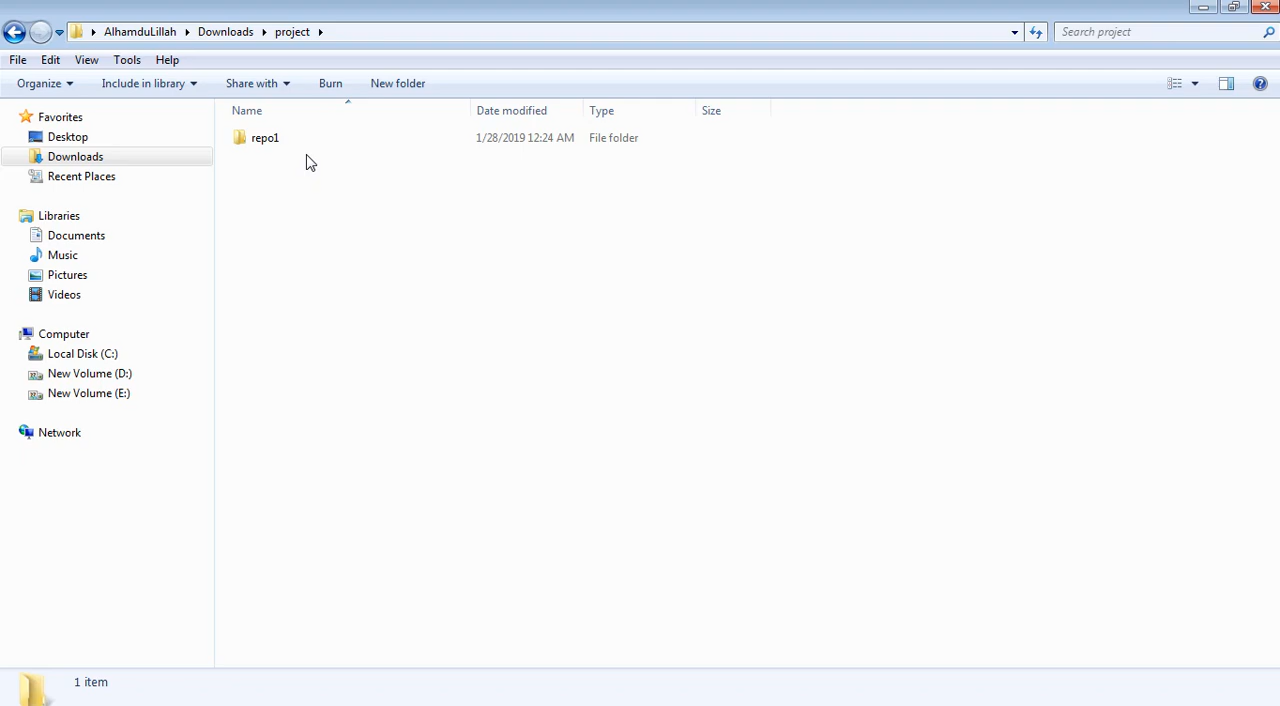 AlhamduLillah Downloads project
Search project
File Edit View Tools Help
Organize Include in library Share with Burn New folder
Name Date modified Type Size
repo1 1/28/2019 12:24 AM File folder
Favorites
Desktop
Downloads
Recent Places
Libraries
Documents
Music
Pictures
Videos
Computer
Local Disk (C:)
New Volume (D:)
New Volume (E:)
Network
1 item